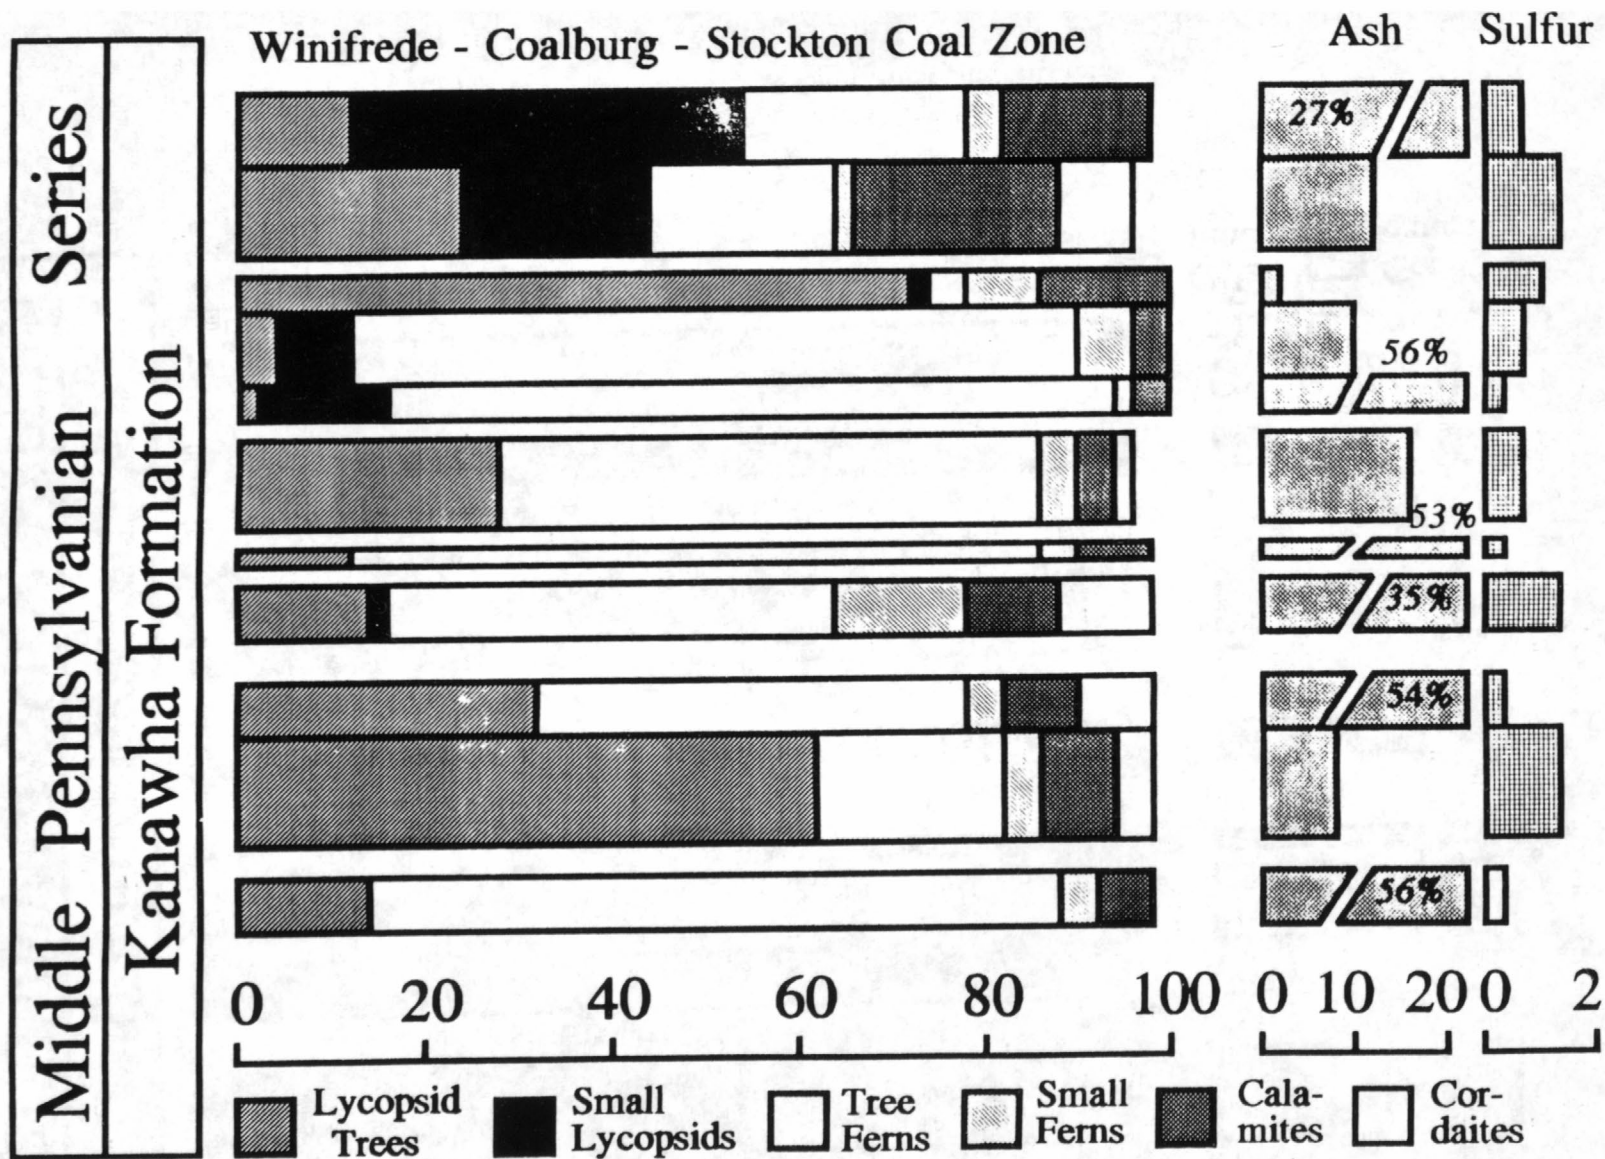 Middle Pennsylvanian Series
Kanawha Formation
Winifrede - Coalburg - Stockton Coal Zone
Ash
Sulfur
27%
56%
53%
35%
54%
56%
0 20 40 60 80 100
0 10 20
0 2
Lycopsid
Trees
Small
Lycopsids
Tree
Ferns
Small
Ferns
Cala-
mites
Cor-
daites